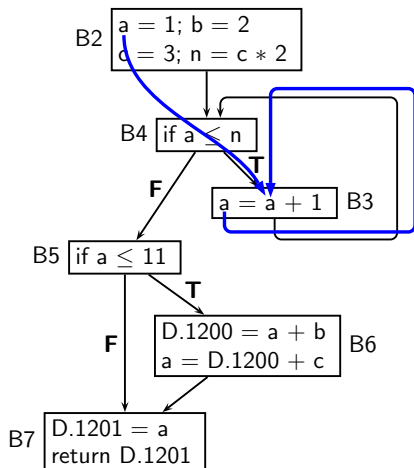 B2
a = 1; b = 2
c = 3; n = c * 2
B4
if a ≤ n
T
F
a = a + 1
B3
B5
if a ≤ 11
T
F
D.1200 = a + b
a = D.1200 + c
B6
B7
D.1201 = a
return D.1201